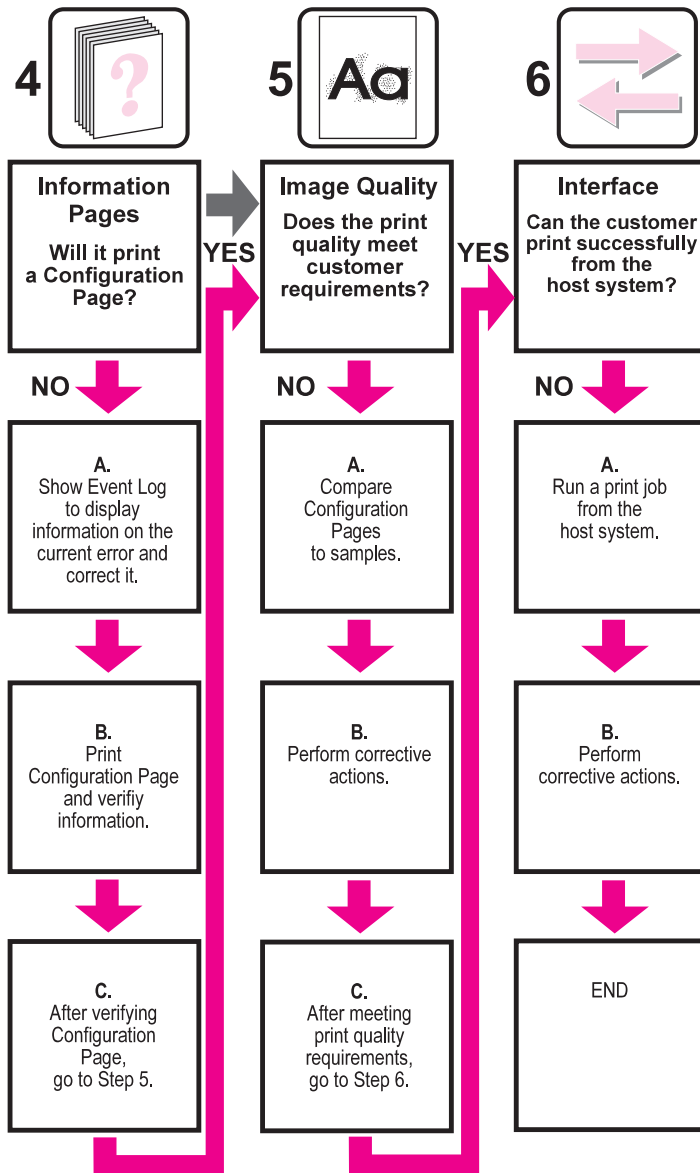 4
Information
Pages
Will it print
a Configuration
Page?
YES
NO
A.
Show Event Log
to display
information on the
current error and
correct it.
B.
Print
Configuration Page
and verifiy
information.
C.
After verifying
Configuration
Page,
go to Step 5.
5
Aa
Image Quality
Does the print
quality meet
customer
requirements?
YES
NO
A.
Compare
Configuration
Pages
to samples.
B.
Perform corrective
actions.
C.
After meeting
print quality
requirements,
go to Step 6.
6
Interface
Can the customer
print successfully
from the
host system?
NO
A.
Run a print job
from the
host system.
B.
Perform
corrective actions.
END
?